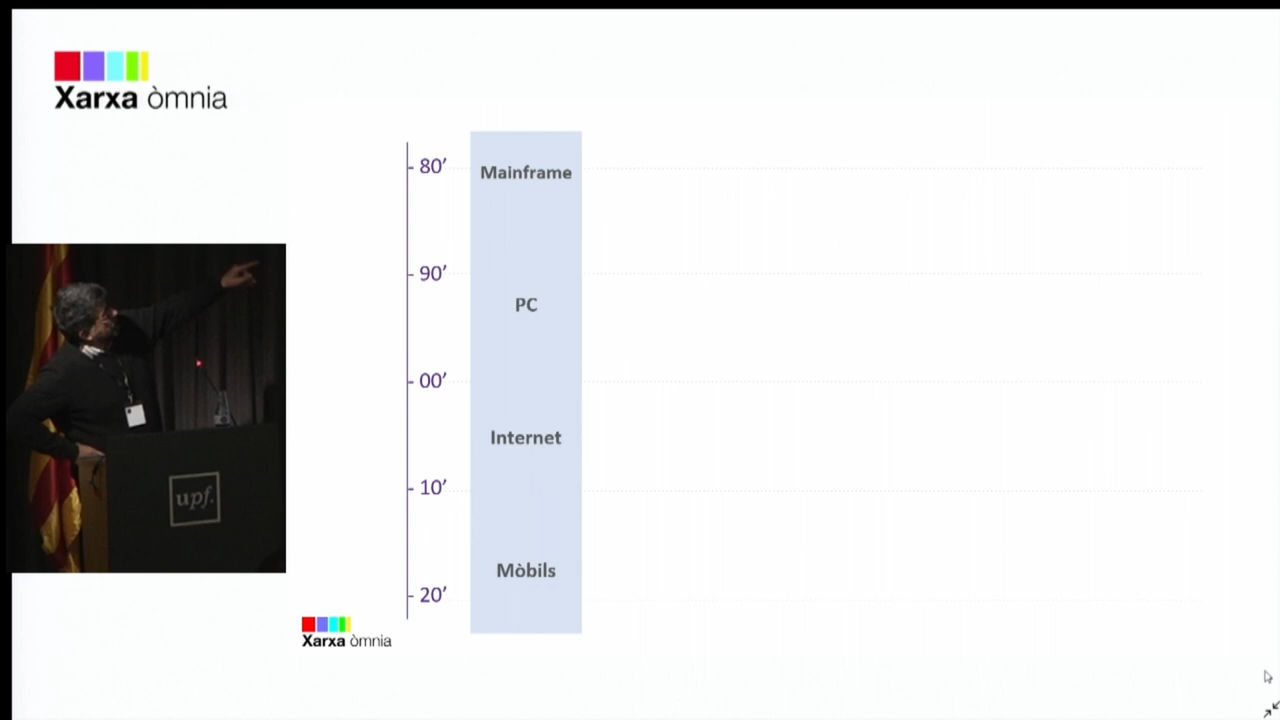 Xarxa òmnia
80’
Mainframe
90’
PC
00’
Internet
10’
Mòbils
20’
Xarxa òmnia
upf.